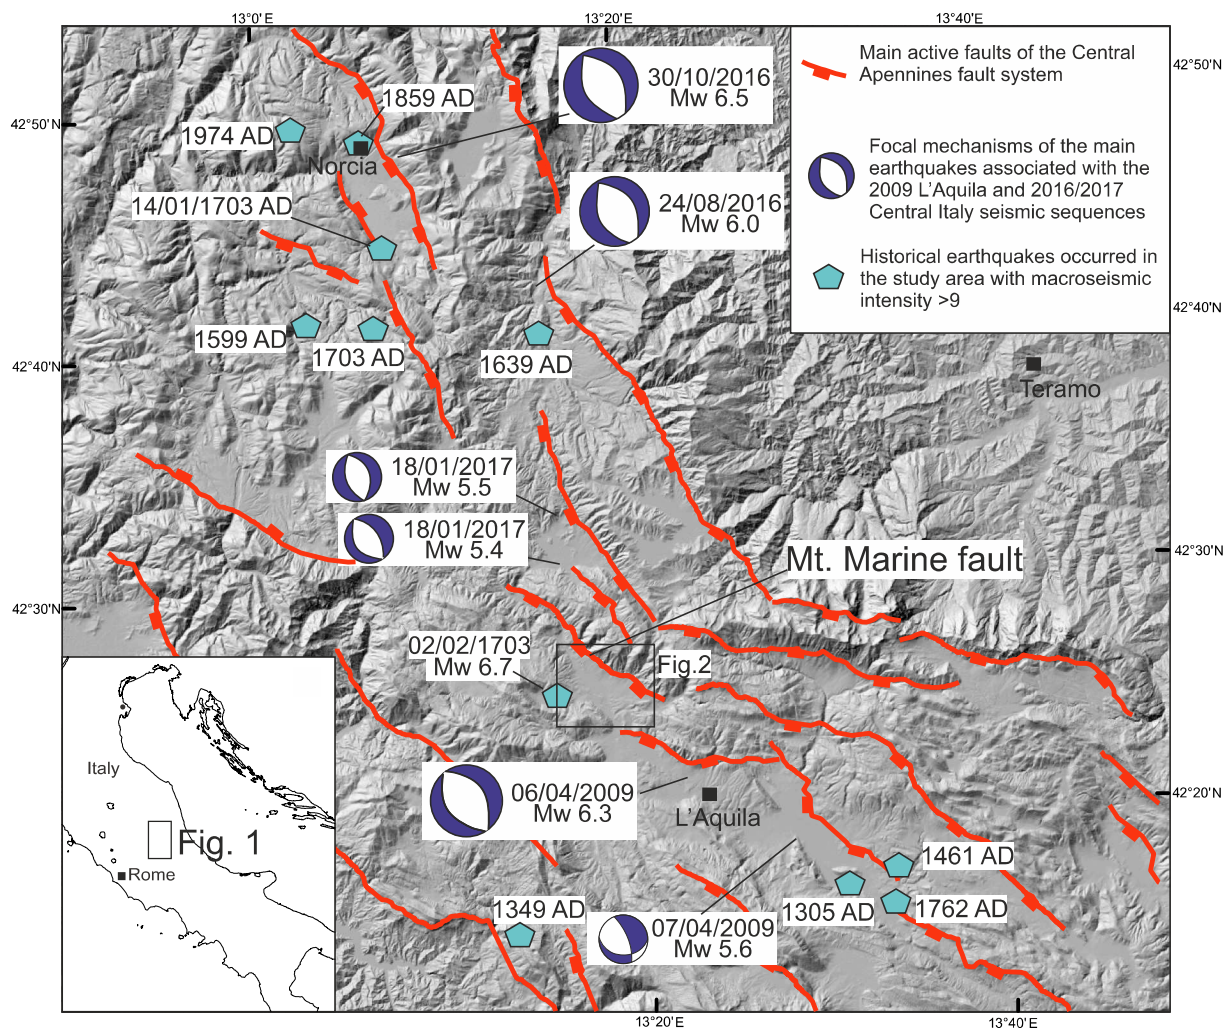 13°0' E
13°20' E
13°40' E
42°50'N
42°50'N
Main active faults of the Central
Apennines fault system
30/10/2016
Mw 6.5
1859 AD
1974 AD
Norcia
Focal mechanisms of the main
earthquakes associated with the
2009 L'Aquila and 2016/2017
Central Italy seismic sequences
14/01/1703 AD
24/08/2016
Mw 6.0
Historical earthquakes occurred in
the study area with macroseismic
intensity >9
42°40'N
1599 AD
1703 AD
1639 AD
42°40'N
Teramo
18/01/2017
Mw 5.5
18/01/2017
Mw 5.4
Mt. Marine fault
42°30'N
42°30'N
02/02/1703
Mw 6.7
Fig.2
Italy
Fig. 1
Rome
06/04/2009
Mw 6.3
L'Aquila
42°20'N
1461 AD
1305 AD
1762 AD
1349 AD
07/04/2009
Mw 5.6
13°20'E
13°40'E